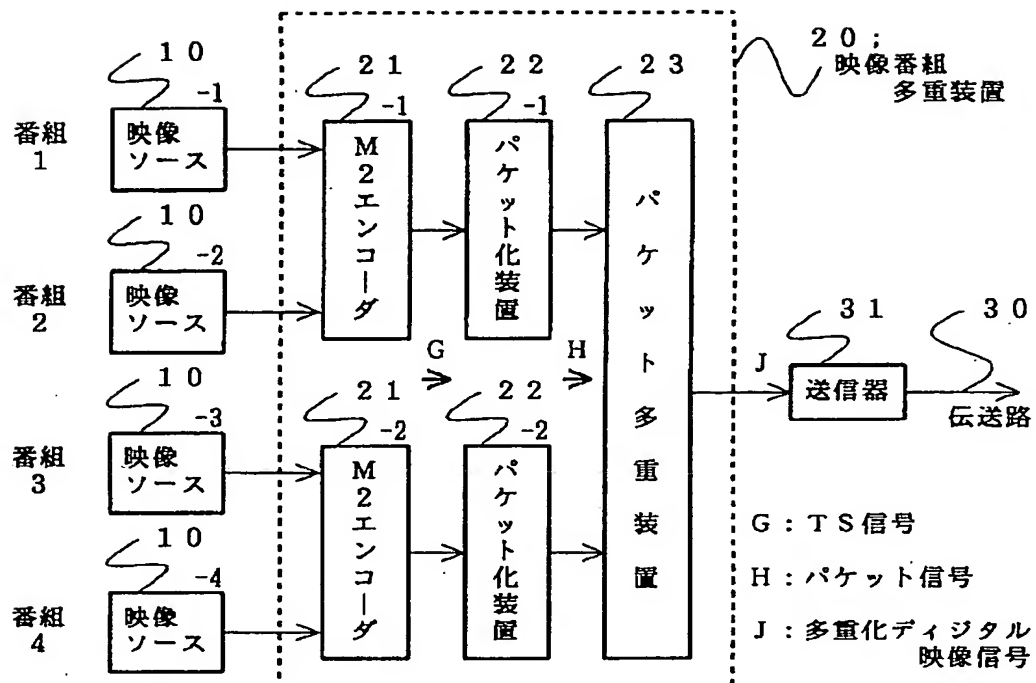 10-1
番組1
映像ソース
10-2
番組2
映像ソース
10-3
番組3
映像ソース
10-4
番組4
映像ソース
21-1
M2エンコーダ
22-1
パケット化装置
23
パケット多重装置
20;
映像番組
多重装置
G
H
21-2
M2エンコーダ
22-2
パケット化装置
J
31
送信器
30
伝送路
G:TS信号
H:パケット信号
J:多重化ディジタル
映像信号